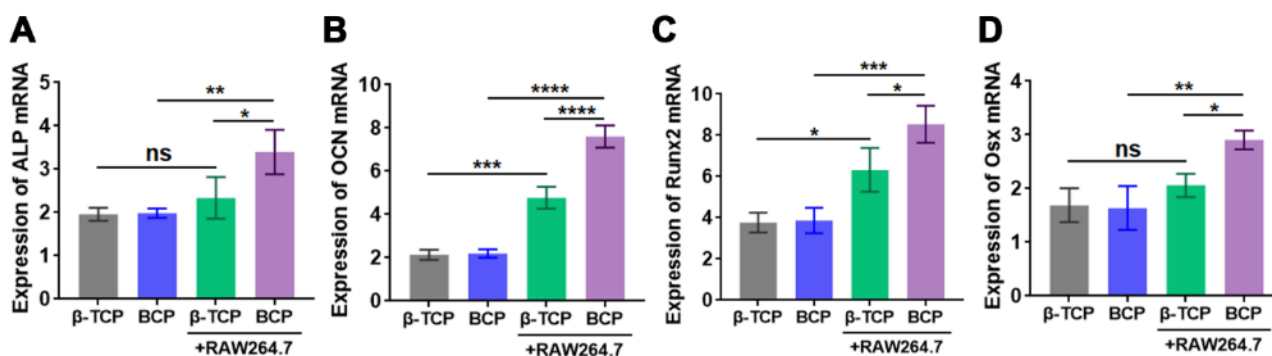 A
Expression of ALP mRNA
5
4
3
2
1
0
**
*
ns
β-TCP BCP β-TCP BCP
+RAW264.7
B
Expression of OCN mRNA
10
8
6
4
2
0
****
****
***
β-TCP BCP β-TCP BCP
+RAW264.7
C
Expression of Runx2 mRNA
10
8
6
4
2
0
***
*
*
β-TCP BCP β-TCP BCP
+RAW264.7
D
Expression of Osx mRNA
4
3
2
1
0
**
*
ns
β-TCP BCP β-TCP BCP
+RAW264.7